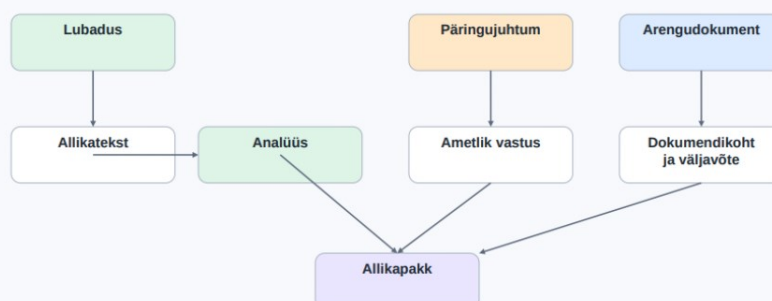 Lubadus
Päringujuhtum
Arengudokument
Allikatekst
Analüüs
Ametlik vastus
Dokumendikoht
ja väljavõte
Allikapakk